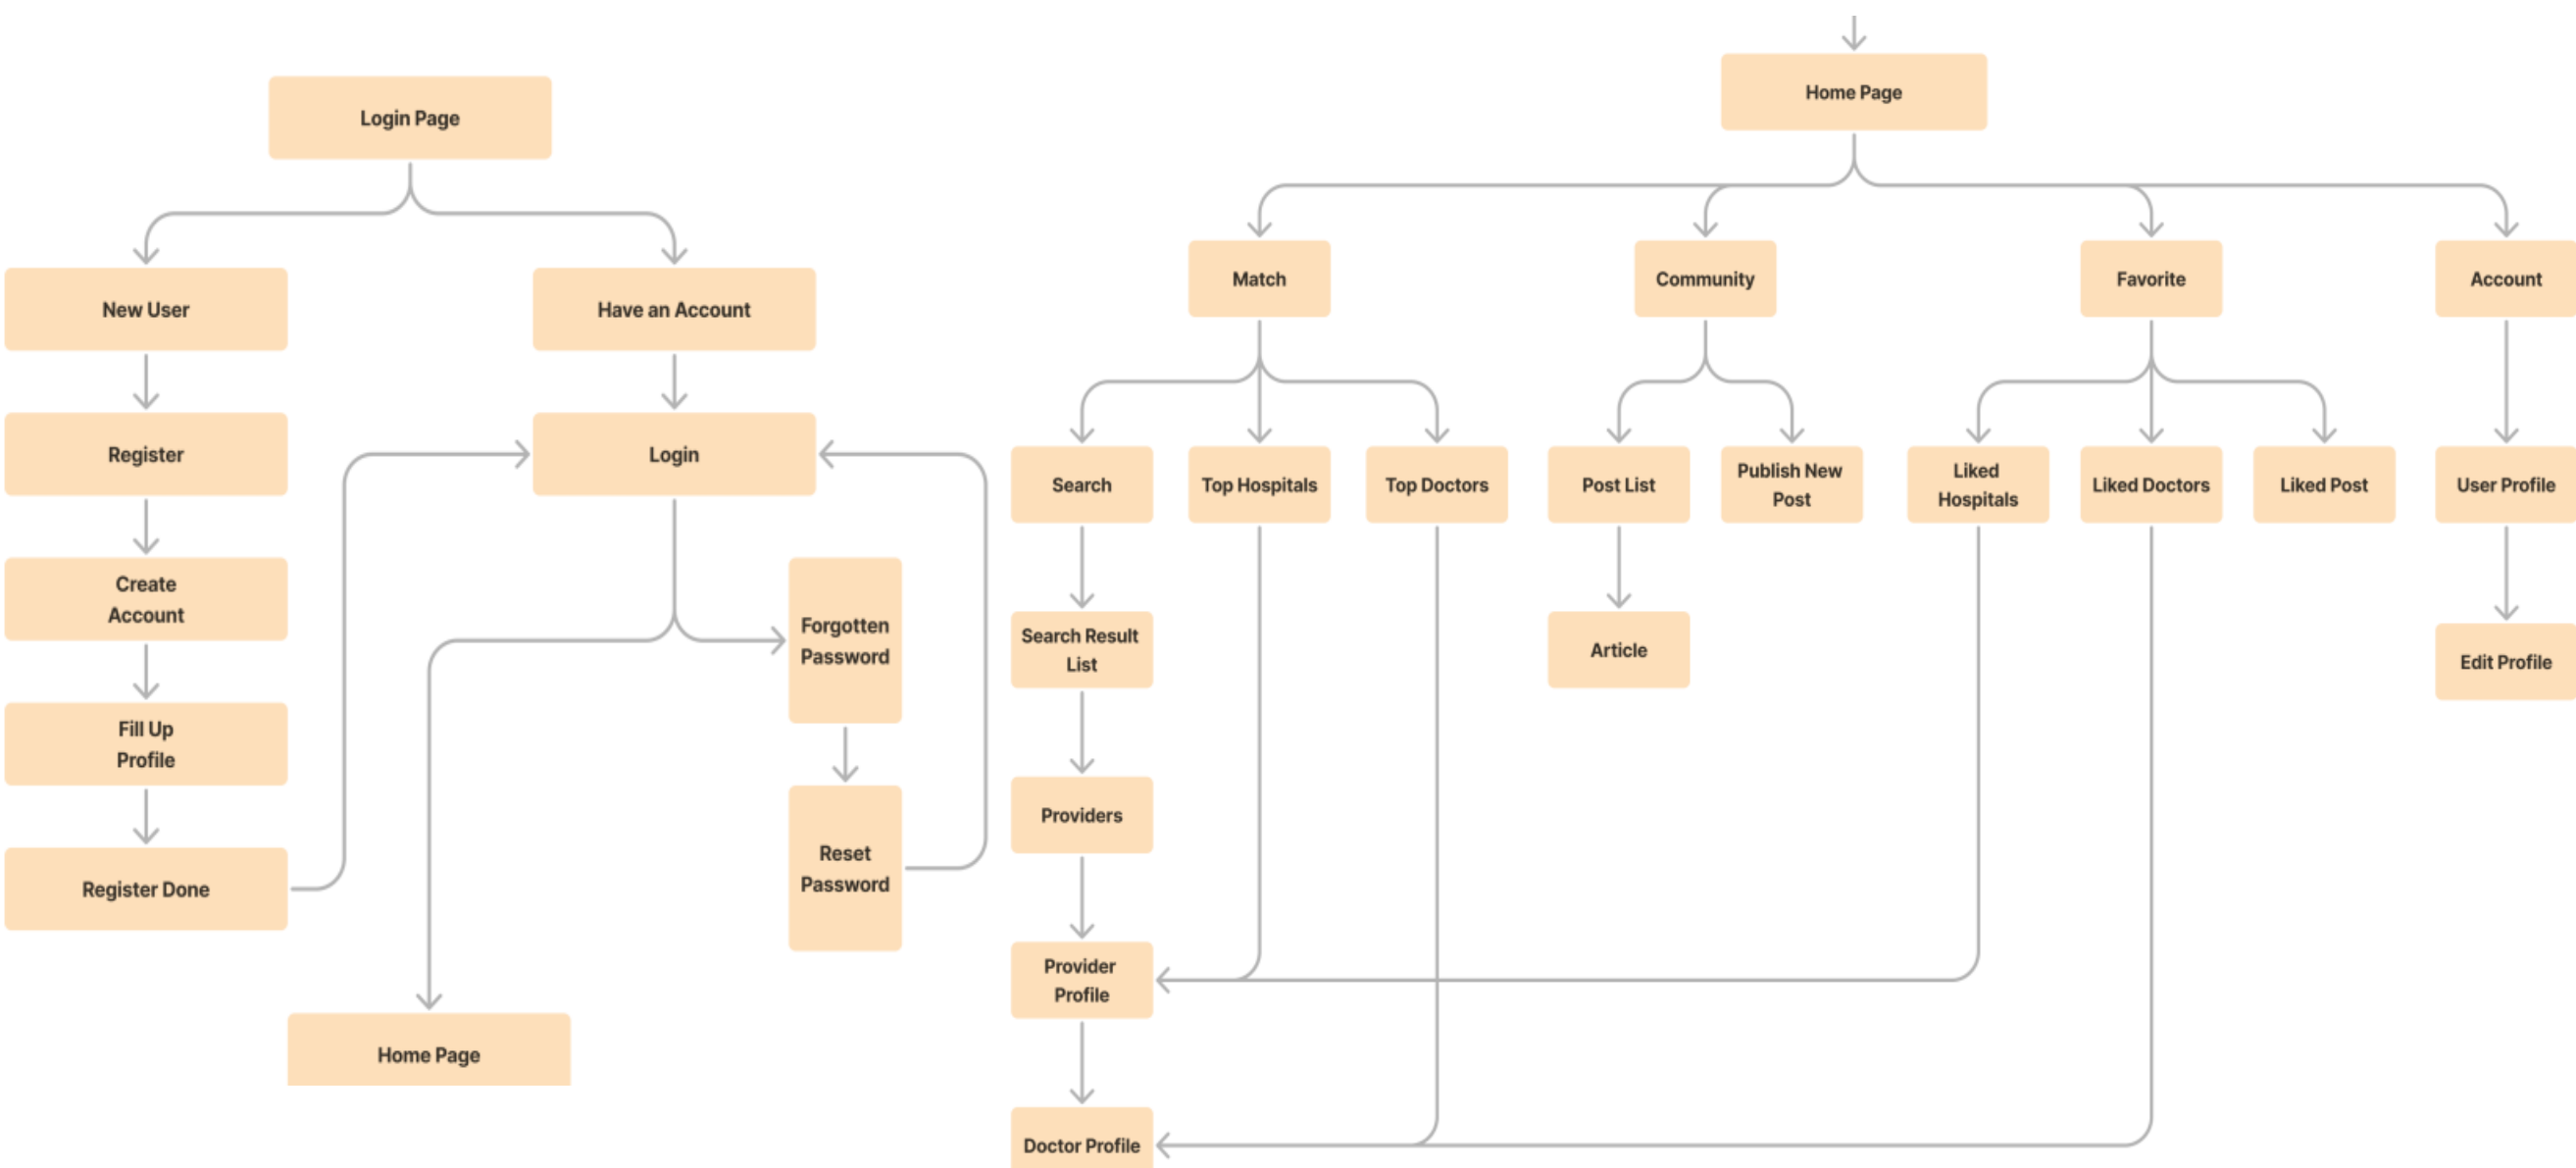 Login Page
New User
Have an Account
Register
Login
Create
Account
Forgotten
Password
Fill Up
Profile
Reset
Password
Register Done
Home Page
Home Page
Match
Community
Favorite
Account
Search
Top Hospitals
Top Doctors
Post List
Publish New
Post
Liked
Hospitals
Liked Doctors
Liked Post
User Profile
Search Result
List
Article
Edit Profile
Providers
Provider
Profile
Doctor Profile